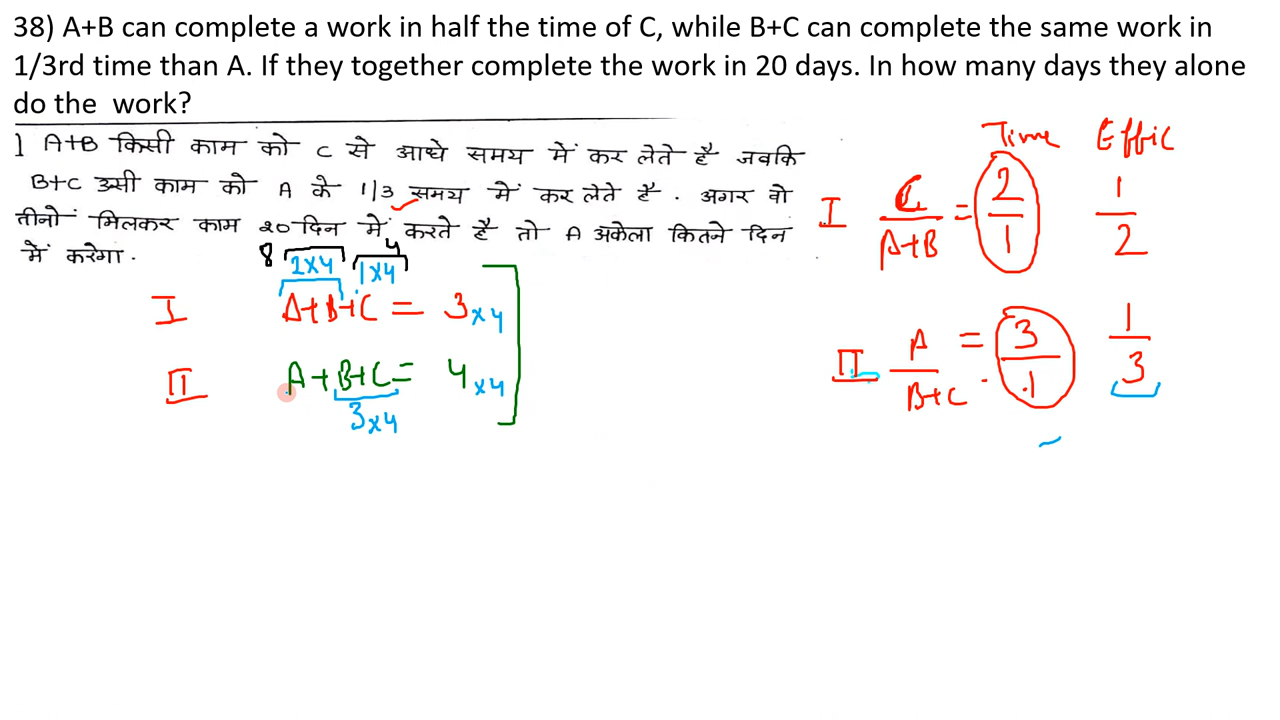 38) A+B can complete a work in half the time of C, while B+C can complete the same work in
1/3rd time than A. If they together complete the work in 20 days. In how many days they alone
do the work?
] A+B किसी काम को C से आधे समय में कर लेते है जबकि
B+C उसी काम को A के 1/3 समय में कर लेते है. अगर वो
तीनों मिलकर काम 20 दिन में करते है तो A अकेला कितने दिन
में करेगा.
Time Effic
I C/A+B = 2/1 1/2
II A/B+C = 3/1 1/3
8 4
2x4 1x4
I A+B+C = 3x4
II A+B+C = 4x4
3x4